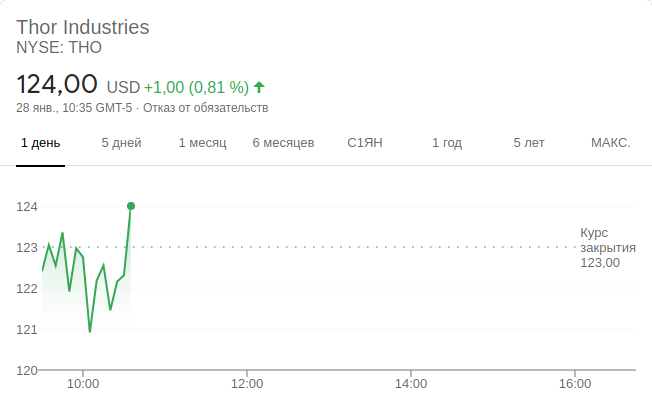 Thor Industries
NYSE: THO
124,00 USD +1,00 (0,81 %)
28 янв., 10:35 GMT-5 · Отказ от обязательств
1 день 5 дней 1 месяц 6 месяцев С1ЯН 1 год 5 лет МАКС.
124
Курс
123 закрытия
123,00
122
121
120
10:00 12:00 14:00 16:00